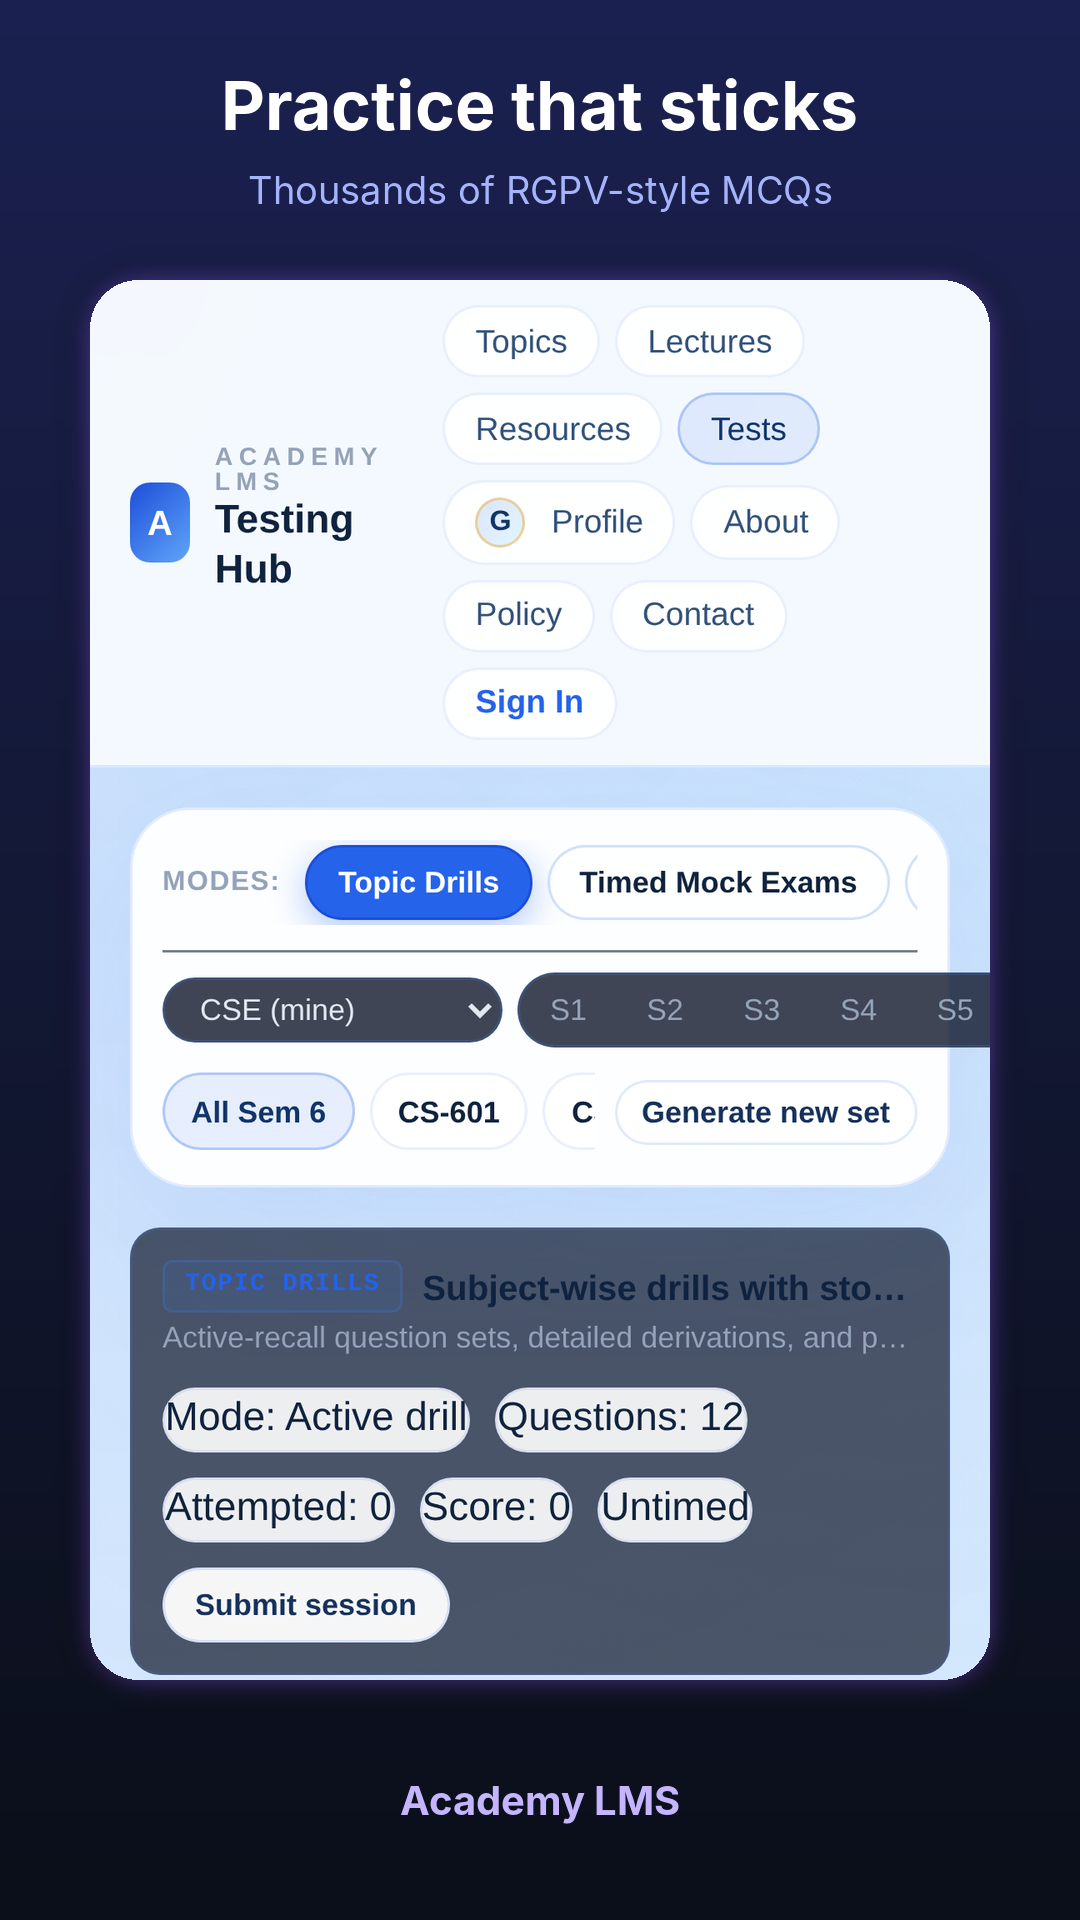 Practice that sticks
Thousands of RGPV-style MCQs
A
ACADEMY
LMS
Testing
Hub
Topics
Lectures
Resources
Tests
G
Profile
About
Policy
Contact
Sign In
MODES:
Topic Drills
Timed Mock Exams
CSE (mine)
S1
S2
S3
S4
S5
All Sem 6
CS-601
Generate new set
TOPIC DRILLS
Subject-wise drills with sto...
Active-recall question sets, detailed derivations, and p...
Mode: Active drill
Questions: 12
Attempted: 0
Score: 0
Untimed
Submit session
Academy LMS